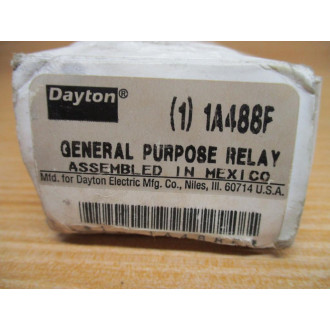 Dayton®
(1) 1A488F
GENERAL PURPOSE RELAY
ASSEMBLED IN MEXICO
Mfd. for Dayton Electric Mfg. Co., Niles, Ill. 60714 U.S.A.